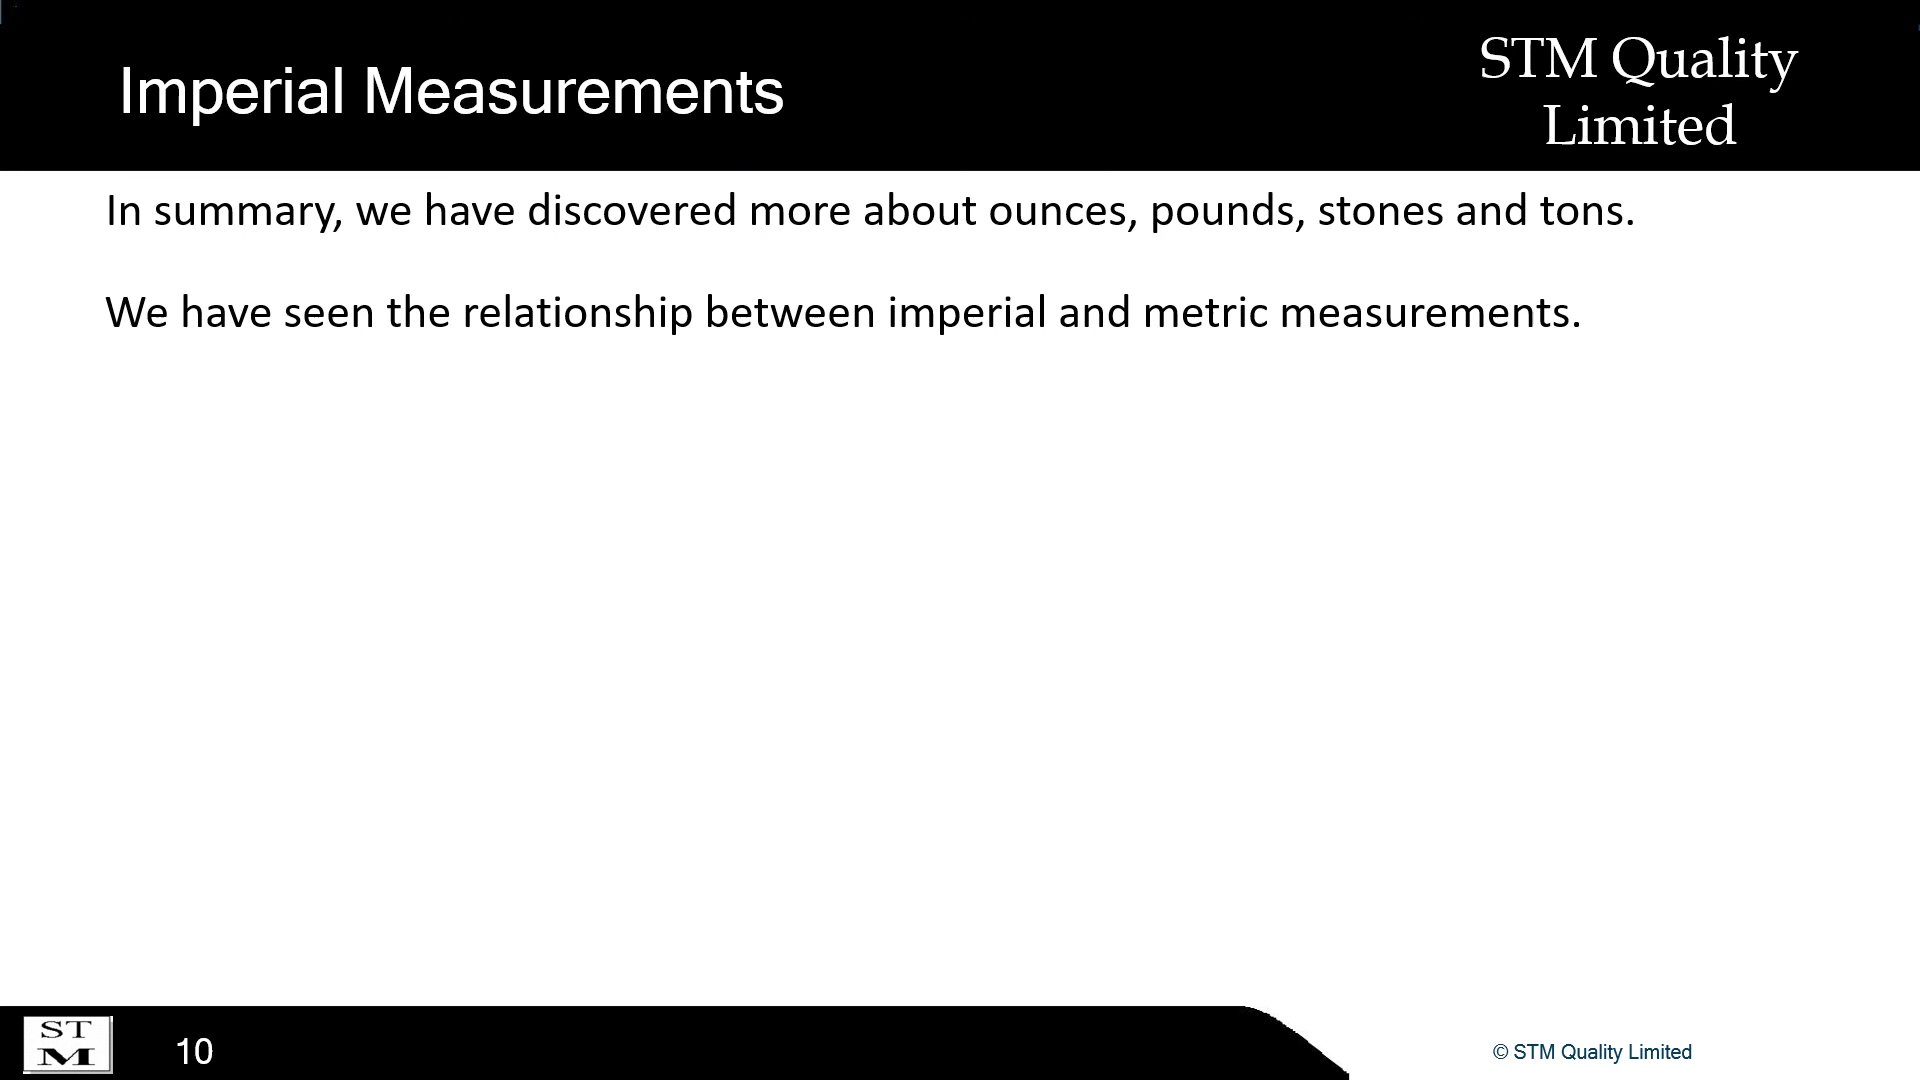 Imperial Measurements
STM Quality
Limited
In summary, we have discovered more about ounces, pounds, stones and tons.
We have seen the relationship between imperial and metric measurements.
ST
M
10
© STM Quality Limited